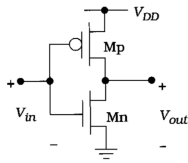 V_DD
Mp
+ +
V_in Mn V_out
− −